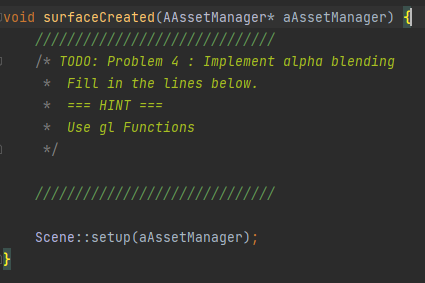 void surfaceCreated(AAssetManager* aAssetManager) {
//////////////////////////////
/* TODO: Problem 4 : Implement alpha blending
*  Fill in the lines below.
*  === HINT ===
*  Use gl Functions
*/
//////////////////////////////
Scene::setup(aAssetManager);
}